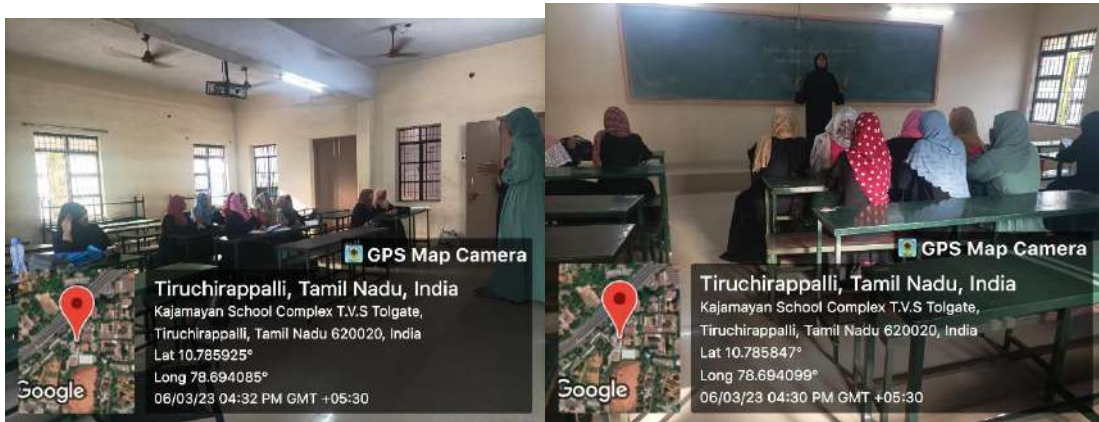 GPS Map Camera
Tiruchirappalli, Tamil Nadu, India
Kajamayan School Complex T.V.S Tolgate,
Tiruchirappalli, Tamil Nadu 620020, India
Lat 10.785925°
Long 78.694085°
06/03/23 04:32 PM GMT +05:30
Google
GPS Map Camera
Tiruchirappalli, Tamil Nadu, India
Kajamayan School Complex T.V.S Tolgate,
Tiruchirappalli, Tamil Nadu 620020, India
Lat 10.785847°
Long 78.694099°
06/03/23 04:30 PM GMT +05:30
Google